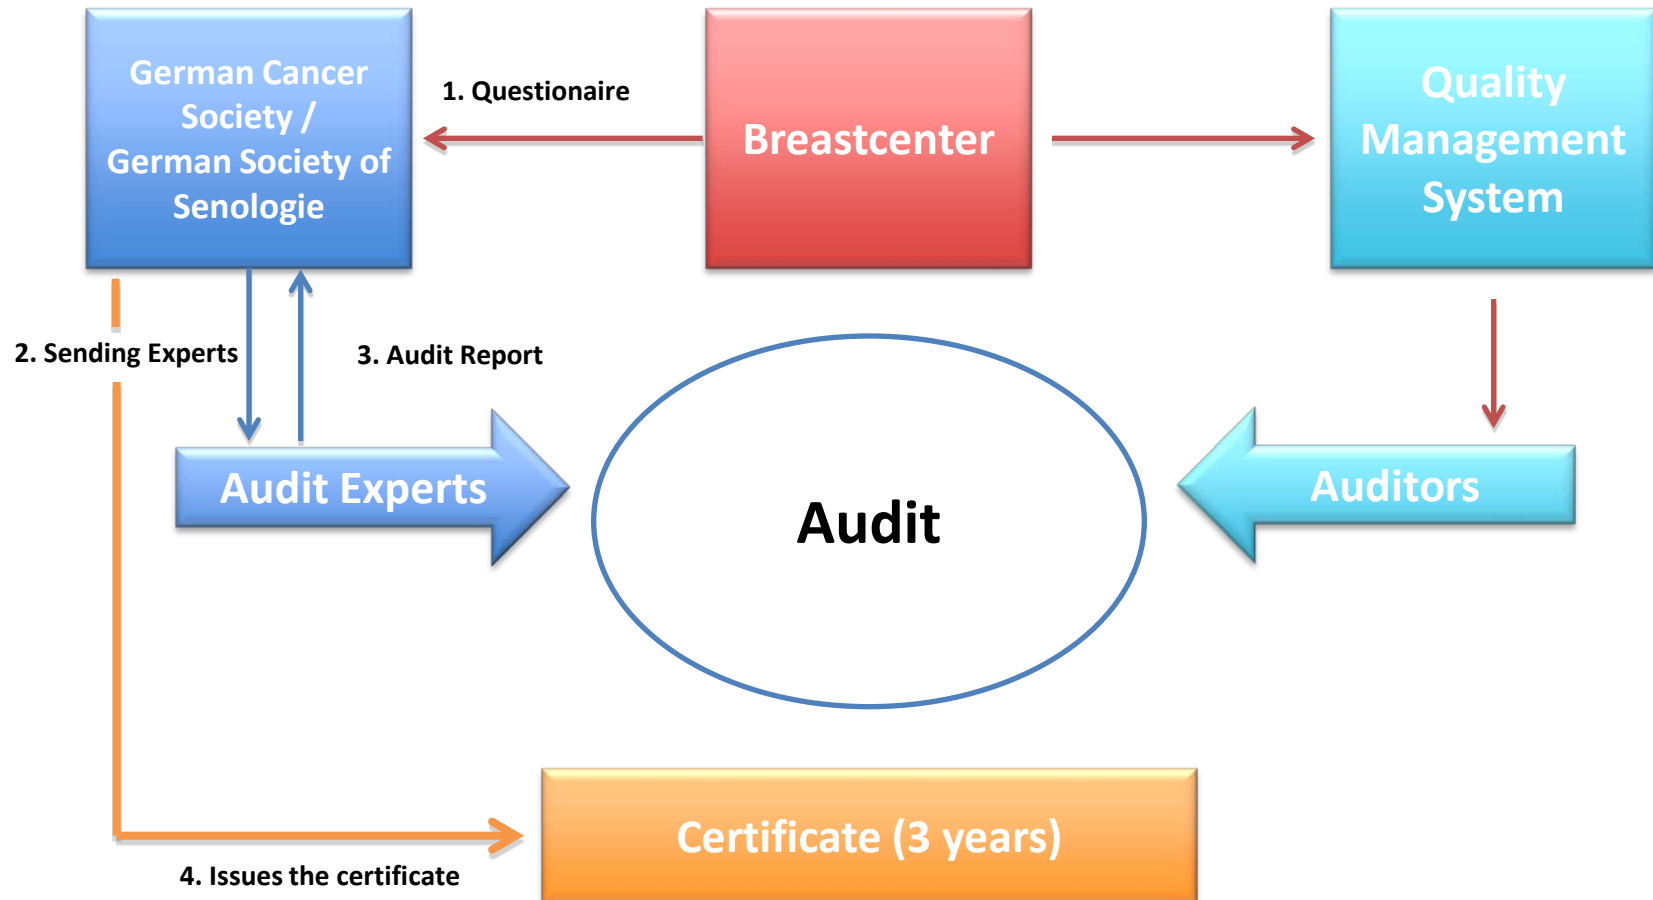 German Cancer
Society /
German Society of
Senologie
1. Questionaire
Breastcenter
Quality
Management
System
2. Sending Experts
3. Audit Report
Audit Experts
Audit
Auditors
Certificate (3 years)
4. Issues the certificate